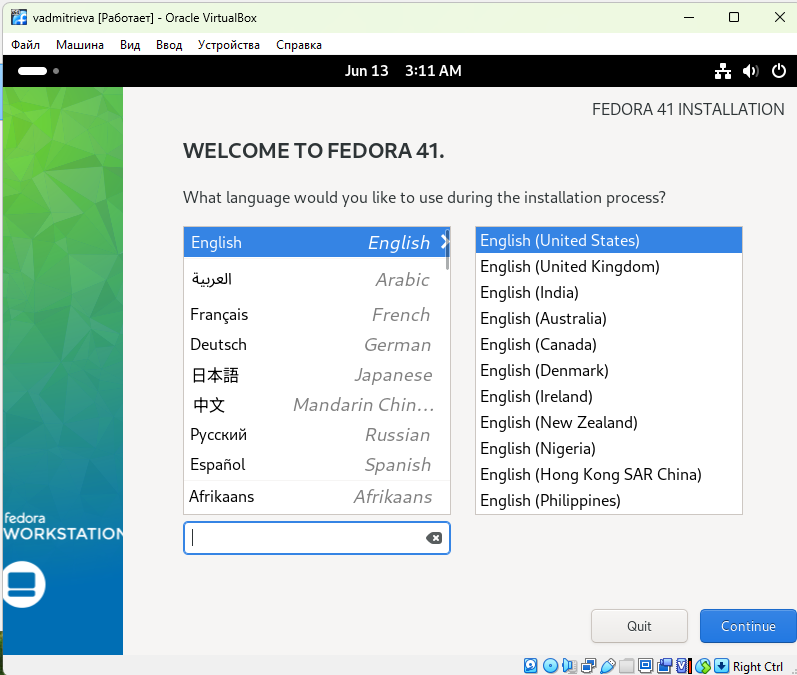 vadmitrieva [Работает] - Oracle VirtualBox
Файл Машина Вид Ввод Устройства Справка
Jun 13 3:11 AM
FEDORA 41 INSTALLATION
WELCOME TO FEDORA 41.
What language would you like to use during the installation process?
English English
العربية Arabic
Français French
Deutsch German
日本語 Japanese
中文 Mandarin Chin…
Русский Russian
Español Spanish
Afrikaans Afrikaans
English (United States)
English (United Kingdom)
English (India)
English (Australia)
English (Canada)
English (Denmark)
English (Ireland)
English (New Zealand)
English (Nigeria)
English (Hong Kong SAR China)
English (Philippines)
fedora
WORKSTATION
Quit Continue
Right Ctrl